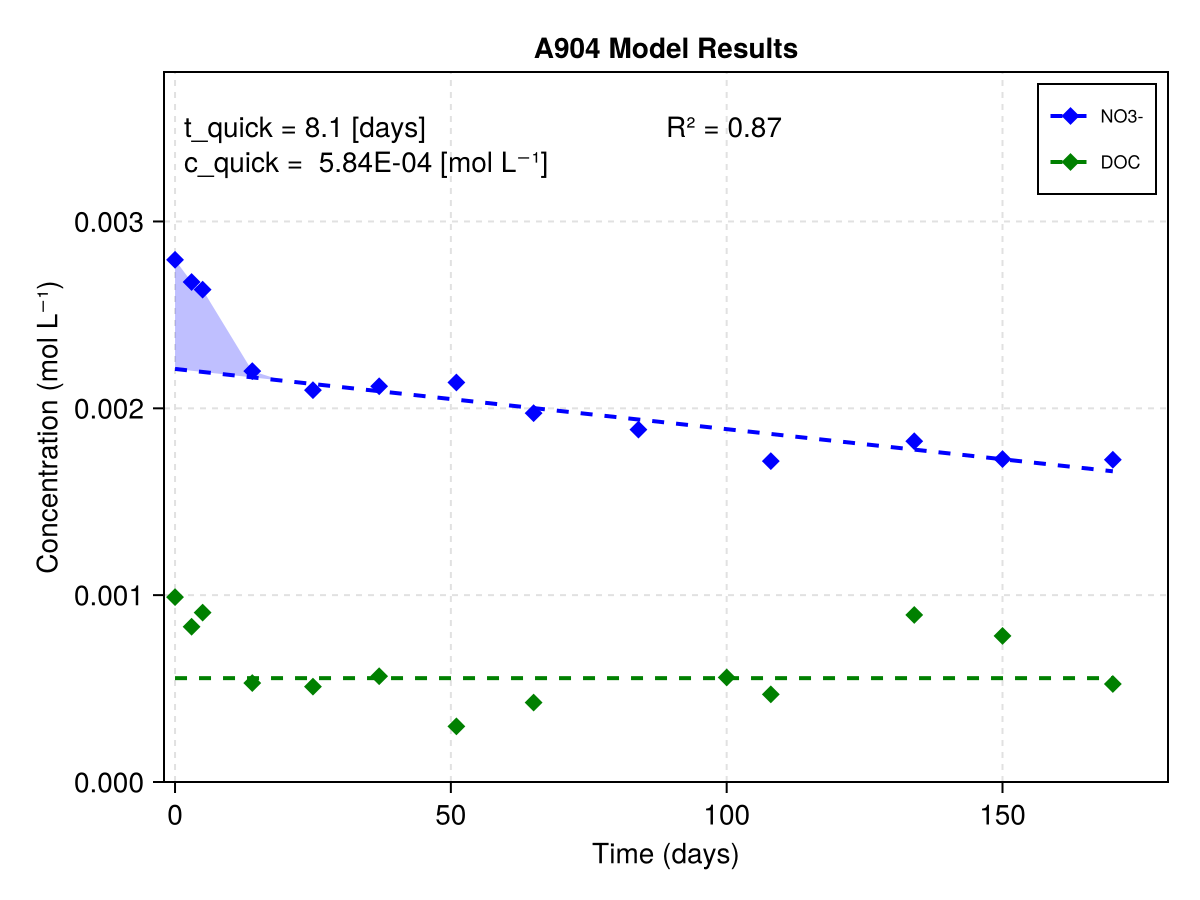 A904 Model Results
t_quick = 8.1 [days]
R² = 0.87
c_quick =  5.84E-04 [mol L⁻¹]
NO3-
DOC
Concentration (mol L⁻¹)
0.003
0.002
0.001
0.000
0
50
100
150
Time (days)